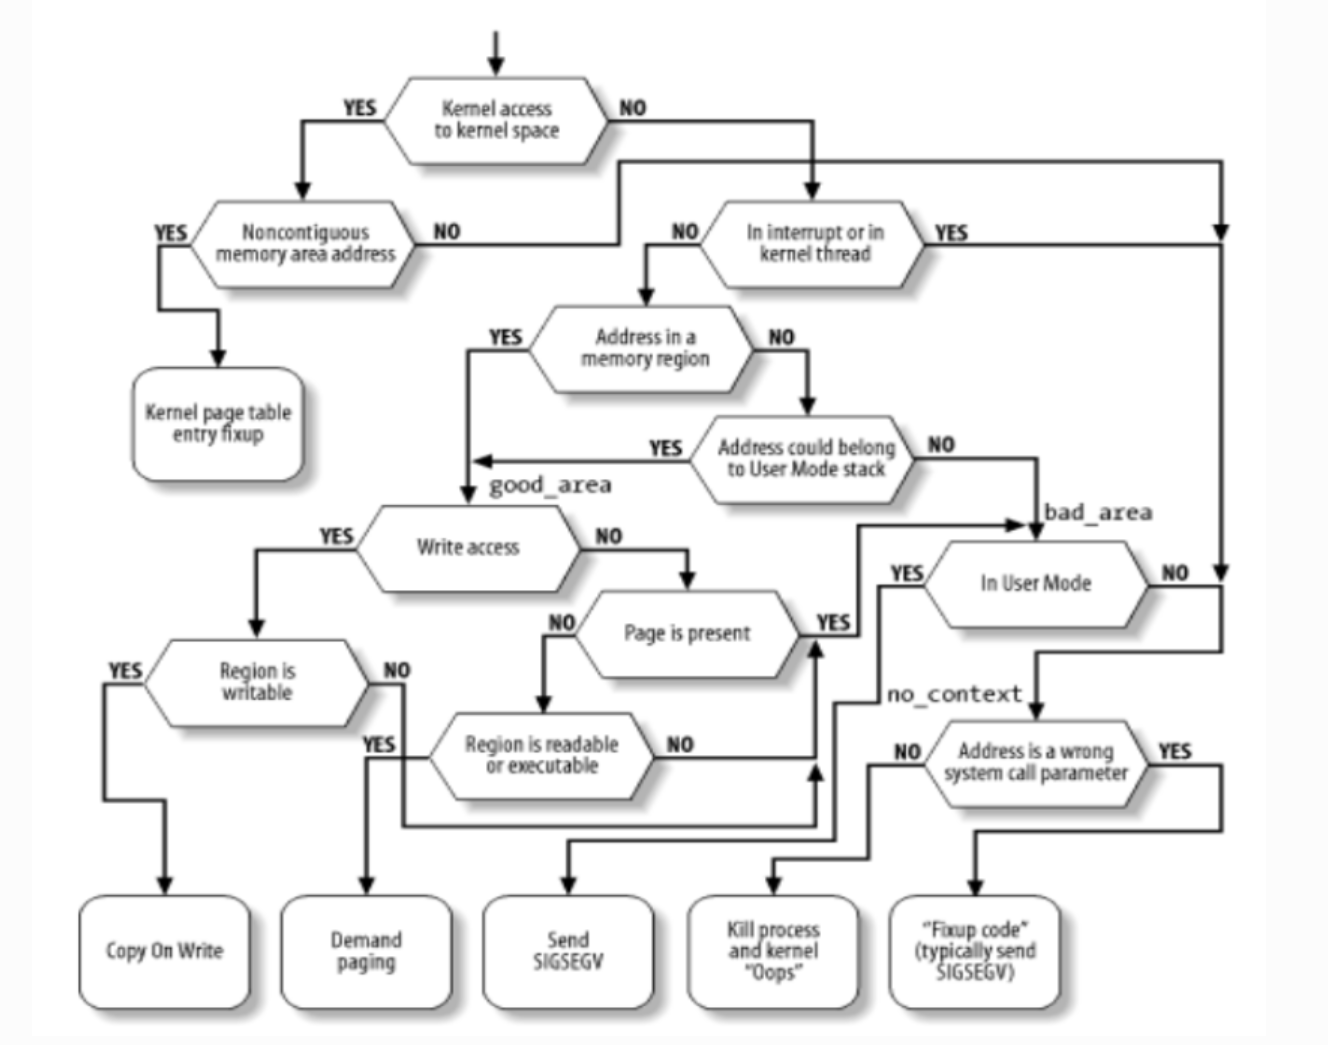 YES
Kernel access
to kernel space
NO
YES
Noncontiguous
memory area address
NO
NO
In interrupt or in
kernel thread
YES
YES
Address in a
memory region
NO
Kernel page table
entry fixup
YES
Address could belong
to User Mode stack
NO
good_area
bad_area
YES
Write access
NO
YES
In User Mode
NO
NO
Page is present
YES
YES
Region is
writable
NO
no_context
YES
Region is readable
or executable
NO
NO
Address is a wrong
system call parameter
YES
Copy On Write
Demand
paging
Send
SIGSEGV
Kill process
and kernel
"Oops"
"Fixup code"
(typically send
SIGSEGV)